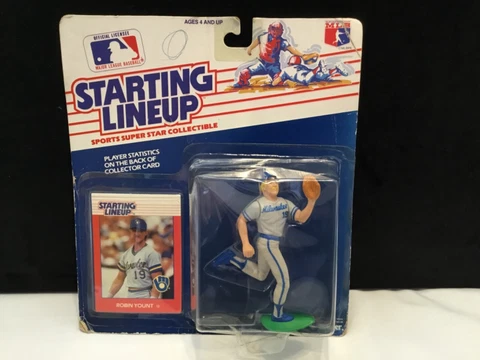 OFFICIAL LICENSEE
MAJOR LEAGUE BASEBALL
AGES 4 AND UP
STARTING
LINEUP
SPORTS SUPER STAR COLLECTIBLE
PLAYER STATISTICS
ON THE BACK OF
COLLECTOR CARD
STARTING
LINEUP
19
ROBIN YOUNT
Milwaukee
19